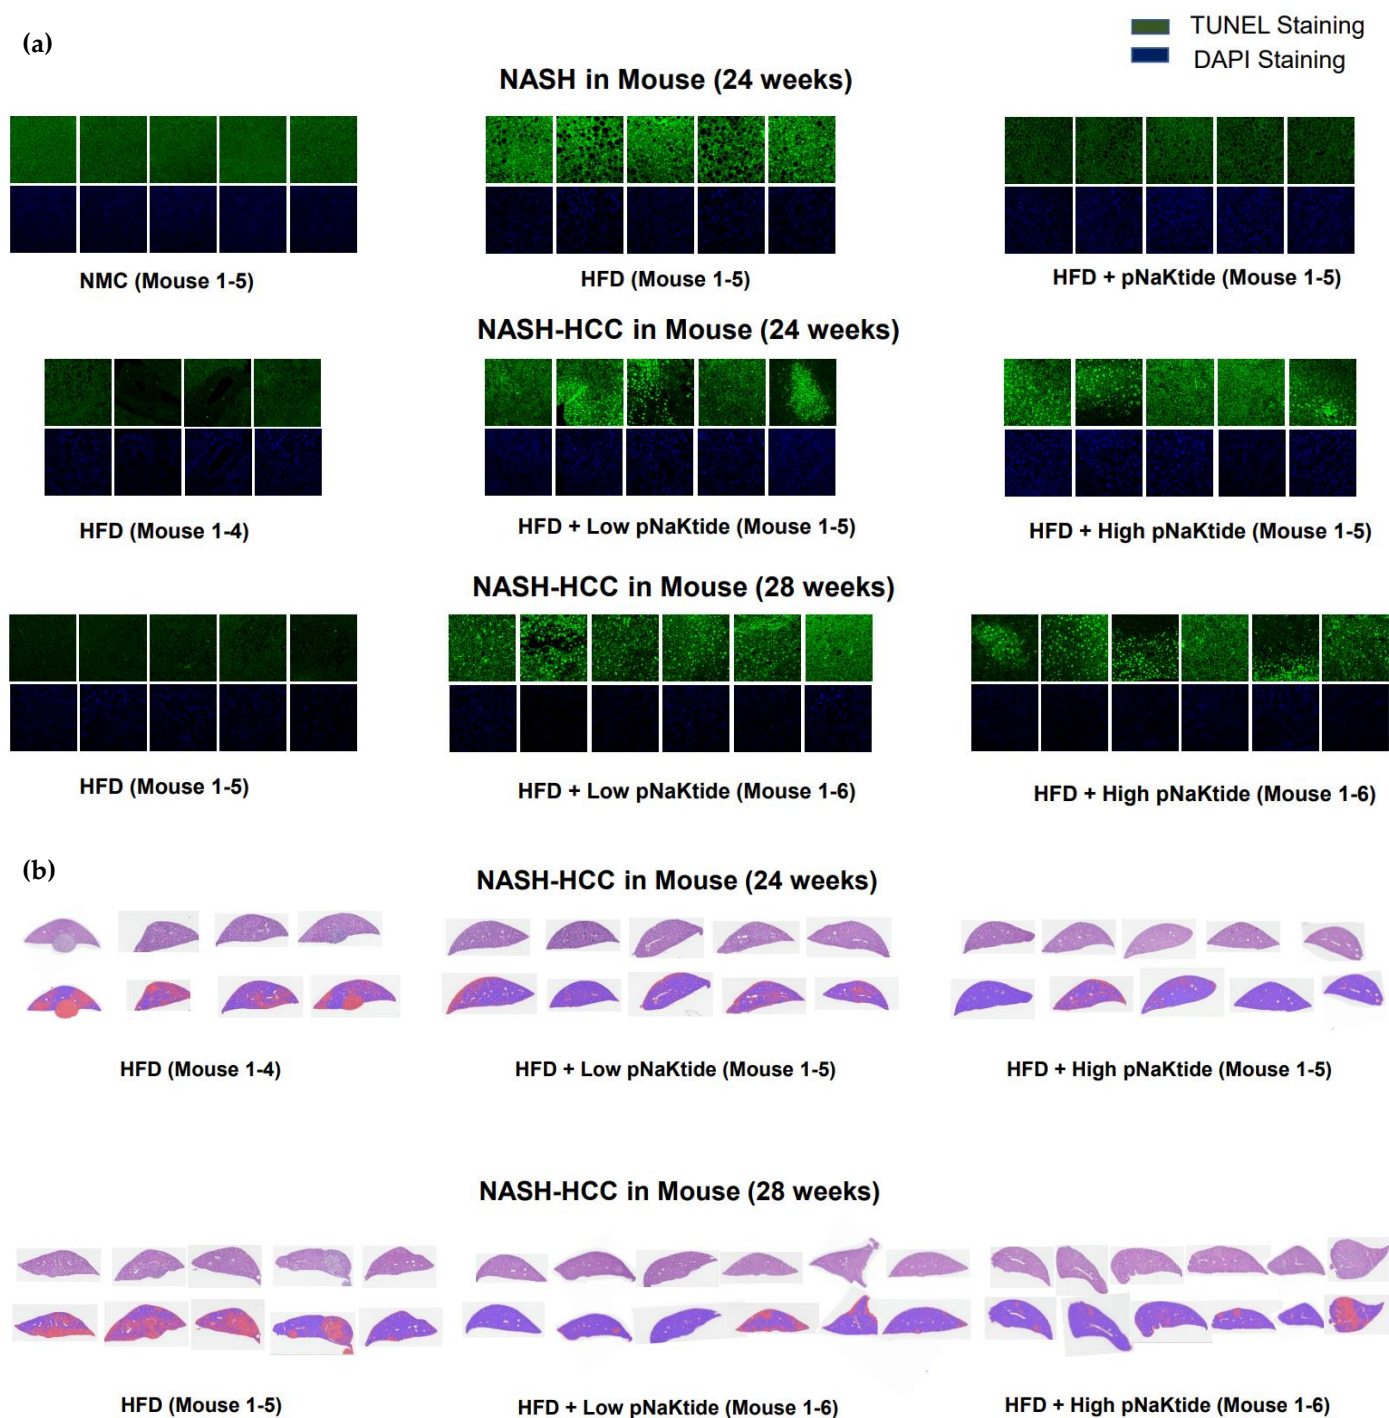 (a)
TUNEL Staining
DAPI Staining
NASH in Mouse (24 weeks)
NMC (Mouse 1-5)
HFD (Mouse 1-5)
HFD + pNaKtide (Mouse 1-5)
NASH-HCC in Mouse (24 weeks)
HFD (Mouse 1-4)
HFD + Low pNaKtide (Mouse 1-5)
HFD + High pNaKtide (Mouse 1-5)
NASH-HCC in Mouse (28 weeks)
HFD (Mouse 1-5)
HFD + Low pNaKtide (Mouse 1-6)
HFD + High pNaKtide (Mouse 1-6)
(b)
NASH-HCC in Mouse (24 weeks)
HFD (Mouse 1-4)
HFD + Low pNaKtide (Mouse 1-5)
HFD + High pNaKtide (Mouse 1-5)
NASH-HCC in Mouse (28 weeks)
HFD (Mouse 1-5)
HFD + Low pNaKtide (Mouse 1-6)
HFD + High pNaKtide (Mouse 1-6)